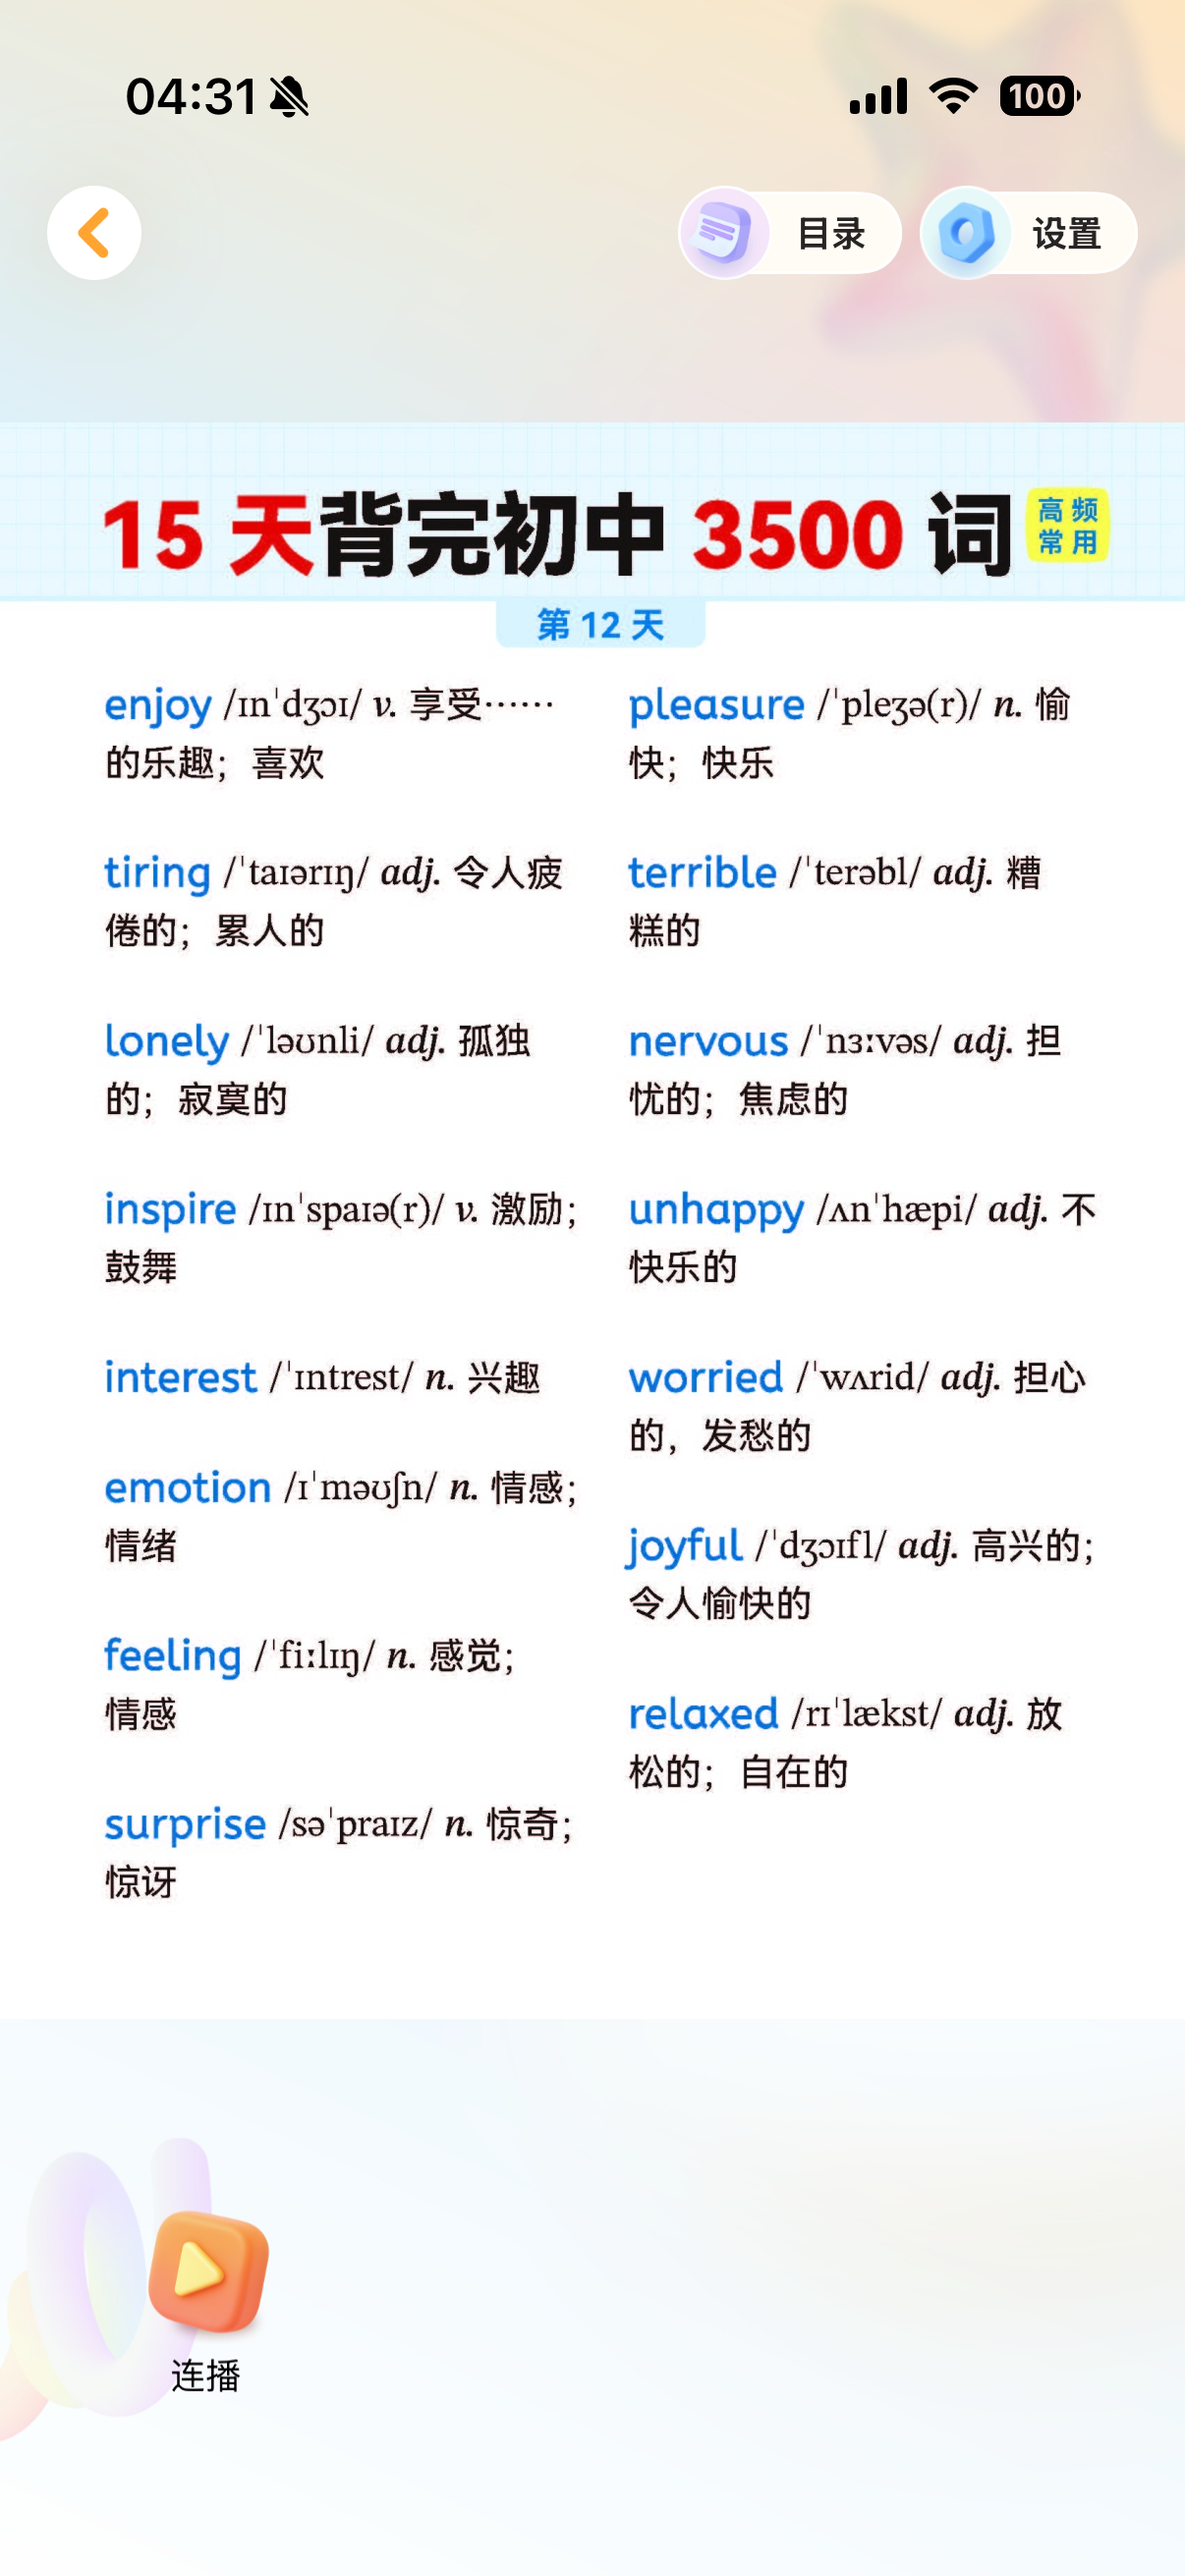 04:31
100
目录
设置
15 天背完初中 3500 词
高频
常用
第 12 天
enjoy /ɪnˈdʒɔɪ/ v. 享受……
的乐趣；喜欢
tiring /ˈtaɪərɪŋ/ adj. 令人疲
倦的；累人的
lonely /ˈləʊnli/ adj. 孤独
的；寂寞的
inspire /ɪnˈspaɪə(r)/ v. 激励；
鼓舞
interest /ˈɪntrest/ n. 兴趣
emotion /ɪˈməʊʃn/ n. 情感；
情绪
feeling /ˈfiːlɪŋ/ n. 感觉；
情感
surprise /səˈpraɪz/ n. 惊奇；
惊讶
pleasure /ˈpleʒə(r)/ n. 愉
快；快乐
terrible /ˈterəbl/ adj. 糟
糕的
nervous /ˈnɜːvəs/ adj. 担
忧的；焦虑的
unhappy /ʌnˈhæpi/ adj. 不
快乐的
worried /ˈwʌrid/ adj. 担心
的，发愁的
joyful /ˈdʒɔɪfl/ adj. 高兴的；
令人愉快的
relaxed /rɪˈlækst/ adj. 放
松的；自在的
连播